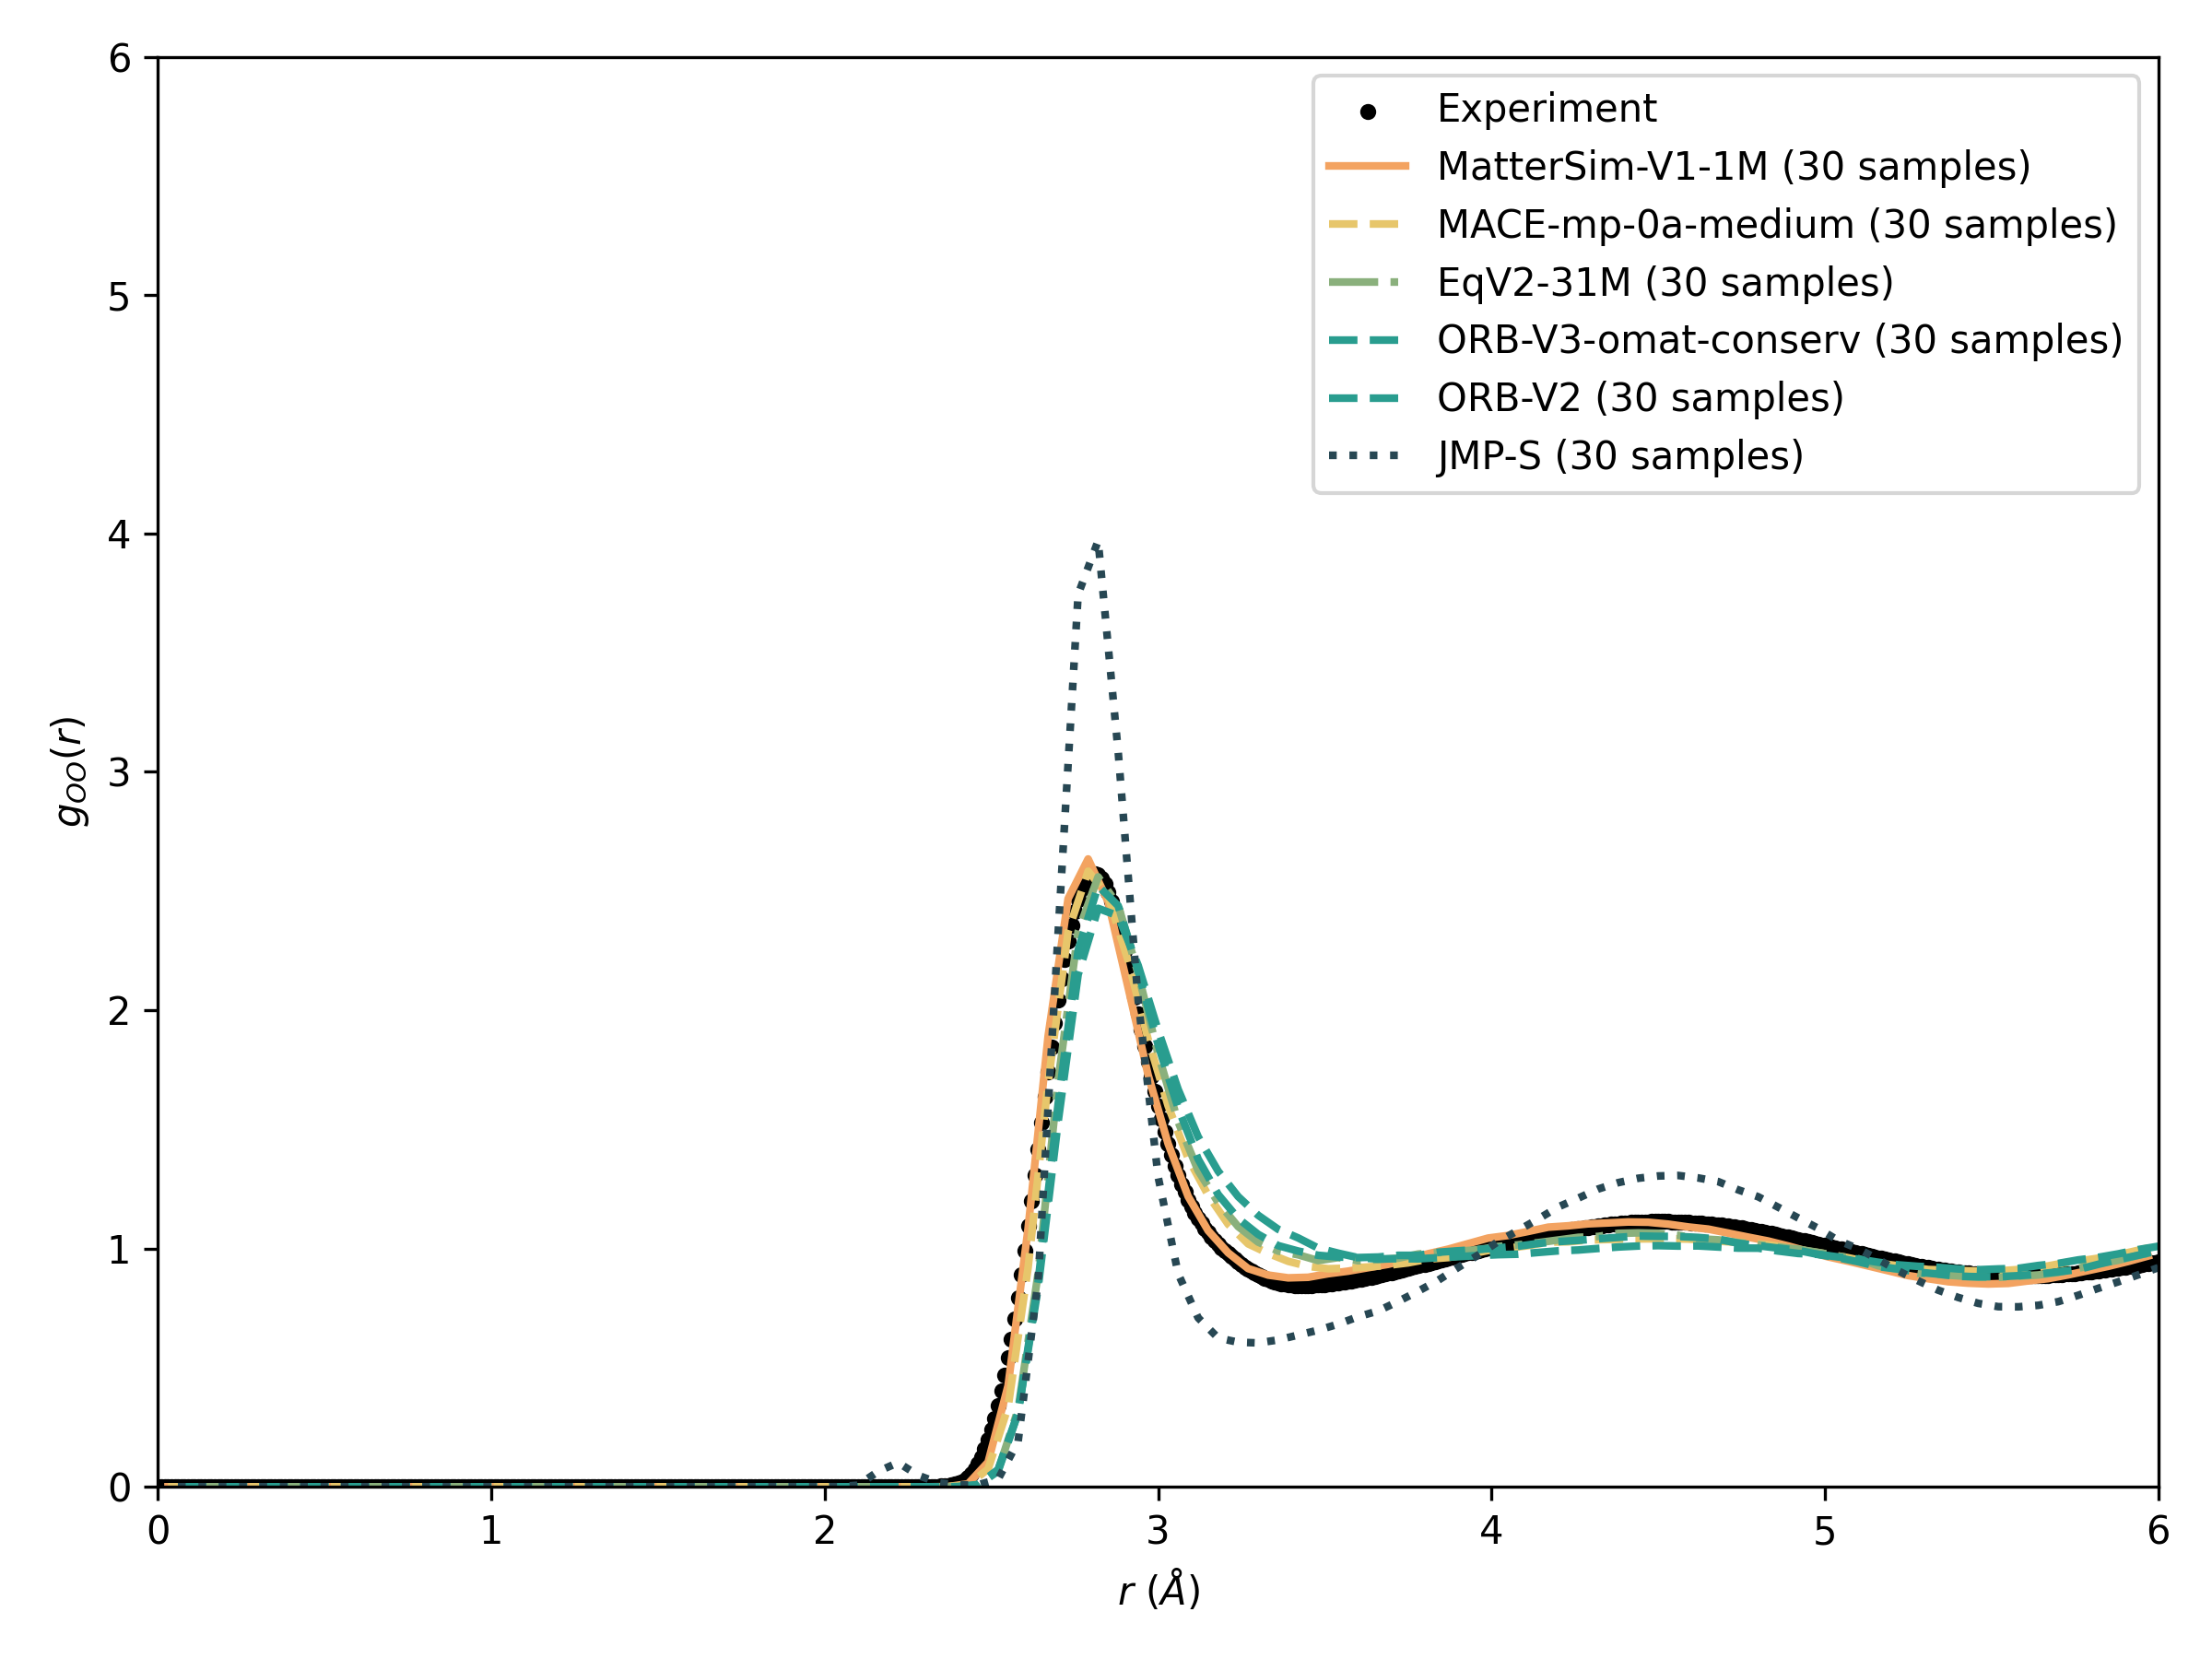 6
5
4
3
2
1
0
g_OO(r)
Experiment
MatterSim-V1-1M (30 samples)
MACE-mp-0a-medium (30 samples)
EqV2-31M (30 samples)
ORB-V3-omat-conserv (30 samples)
ORB-V2 (30 samples)
JMP-S (30 samples)
0 1 2 3 4 5 6
r (Å)